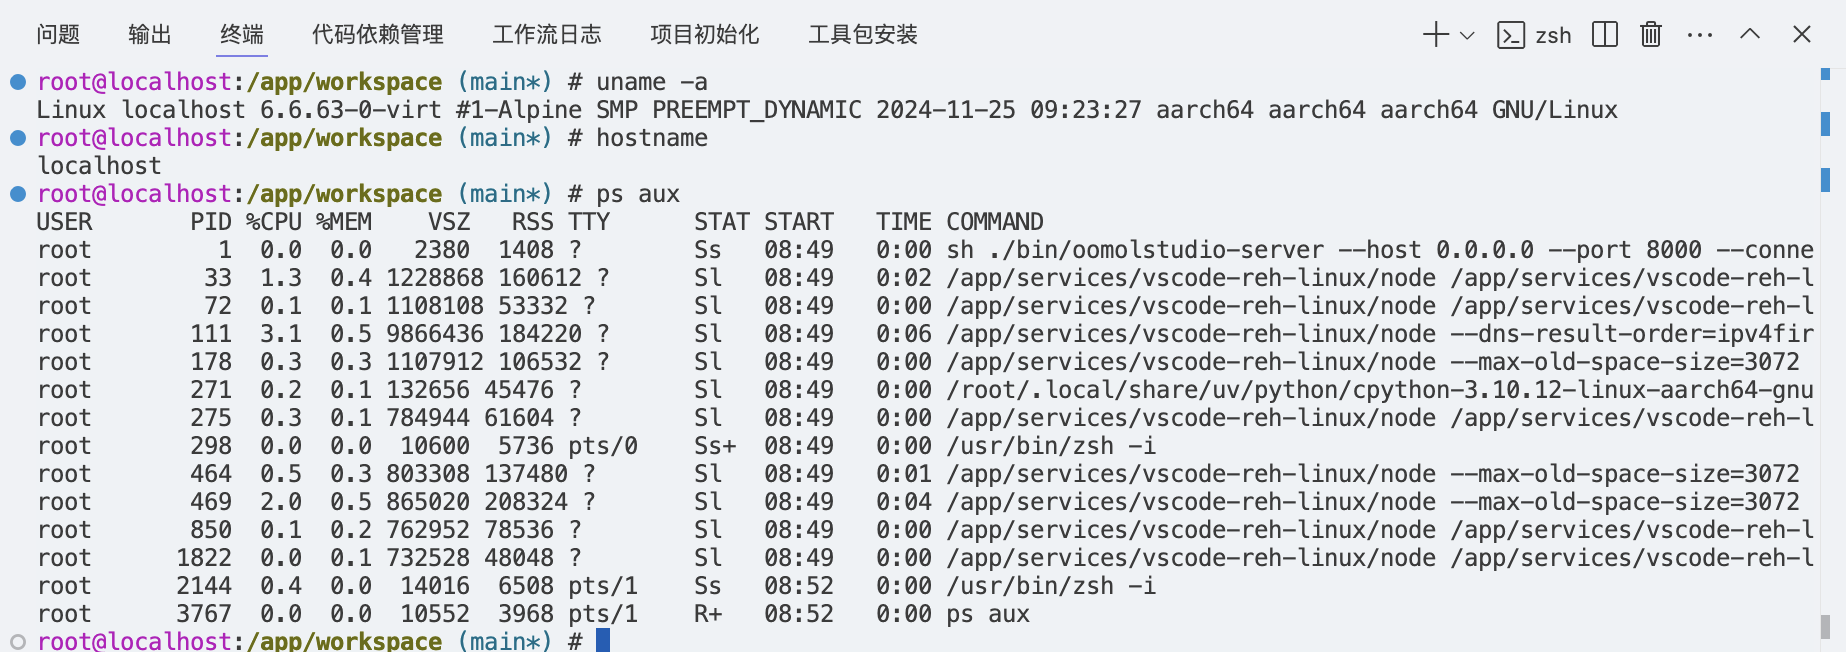 问题 输出 终端 代码依赖管理 工作流日志 项目初始化 工具包安装 zsh
root@localhost:/app/workspace (main*) # uname -a
Linux localhost 6.6.63-0-virt #1-Alpine SMP PREEMPT_DYNAMIC 2024-11-25 09:23:27 aarch64 aarch64 aarch64 GNU/Linux
root@localhost:/app/workspace (main*) # hostname
localhost
root@localhost:/app/workspace (main*) # ps aux
USER       PID %CPU %MEM    VSZ   RSS TTY      STAT START   TIME COMMAND
root         1  0.0  0.0   2380  1408 ?        Ss   08:49   0:00 sh ./bin/oomolstudio-server --host 0.0.0.0 --port 8000 --conne
root        33  1.3  0.4 1228868 160612 ?      Sl   08:49   0:02 /app/services/vscode-reh-linux/node /app/services/vscode-reh-l
root        72  0.1  0.1 1108108 53332 ?       Sl   08:49   0:00 /app/services/vscode-reh-linux/node /app/services/vscode-reh-l
root       111  3.1  0.5 9866436 184220 ?      Sl   08:49   0:06 /app/services/vscode-reh-linux/node --dns-result-order=ipv4fir
root       178  0.3  0.3 1107912 106532 ?      Sl   08:49   0:00 /app/services/vscode-reh-linux/node --max-old-space-size=3072
root       271  0.2  0.1 132656 45476 ?        Sl   08:49   0:00 /root/.local/share/uv/python/cpython-3.10.12-linux-aarch64-gnu
root       275  0.3  0.1 784944 61604 ?        Sl   08:49   0:00 /app/services/vscode-reh-linux/node /app/services/vscode-reh-l
root       298  0.0  0.0  10600  5736 pts/0    Ss+  08:49   0:00 /usr/bin/zsh -i
root       464  0.5  0.3 803308 137480 ?       Sl   08:49   0:01 /app/services/vscode-reh-linux/node --max-old-space-size=3072
root       469  2.0  0.5 865020 208324 ?       Sl   08:49   0:04 /app/services/vscode-reh-linux/node --max-old-space-size=3072
root       850  0.1  0.2 762952 78536 ?        Sl   08:49   0:00 /app/services/vscode-reh-linux/node /app/services/vscode-reh-l
root      1822  0.0  0.1 732528 48048 ?        Sl   08:49   0:00 /app/services/vscode-reh-linux/node /app/services/vscode-reh-l
root      2144  0.4  0.0  14016  6508 pts/1    Ss   08:52   0:00 /usr/bin/zsh -i
root      3767  0.0  0.0  10552  3968 pts/1    R+   08:52   0:00 ps aux
root@localhost:/app/workspace (main*) #